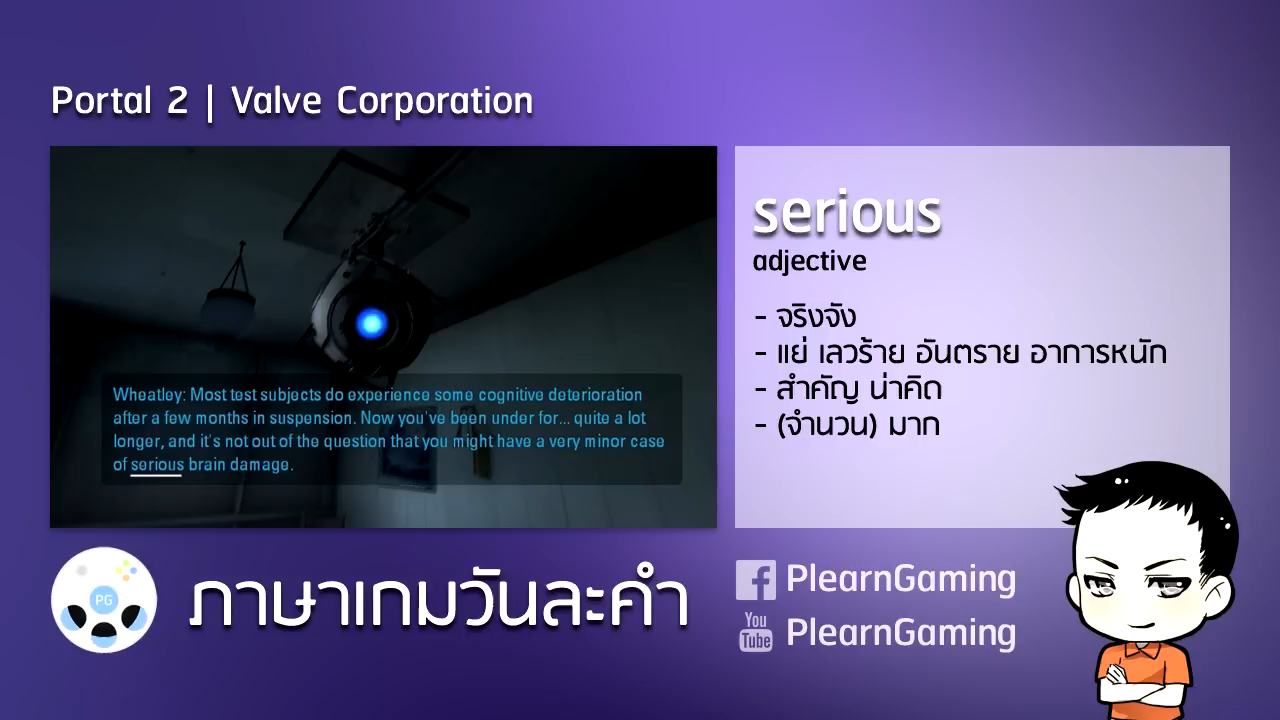 Portal 2 | Valve Corporation
Wheatley: Most test subjects do experience some cognitive deterioration
after a few months in suspension. Now you've been under for... quite a lot
longer, and it's not out of the question that you might have a very minor case
of serious brain damage.
serious
adjective
- จริงจัง
- แย่ เลวร้าย อันตราย อาการหนัก
- สำคัญ น่าคิด
- (จำนวน) มาก
PG
ภาษาเกมวันละคำ
PlearnGaming
You Tube PlearnGaming